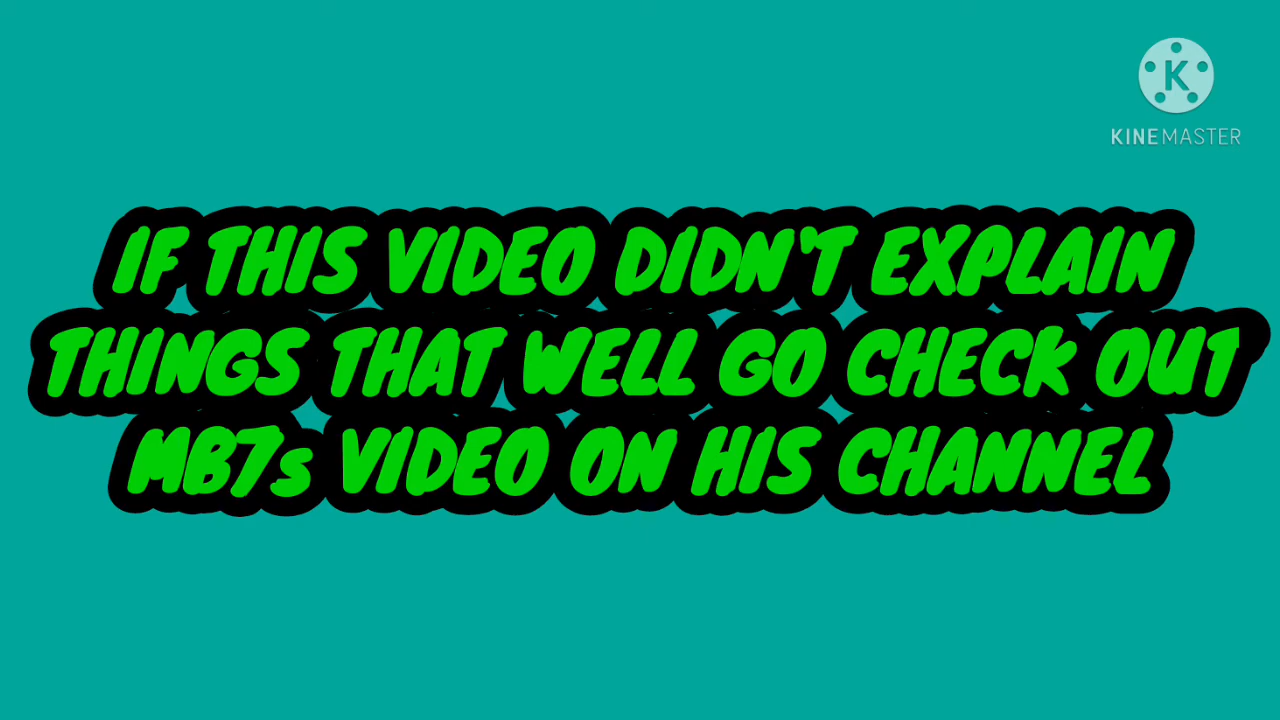 K
KINEMASTER
IF THIS VIDEO DIDN'T EXPLAIN
THINGS THAT WELL GO CHECK OUT
MB7s VIDEO ON HIS CHANNEL